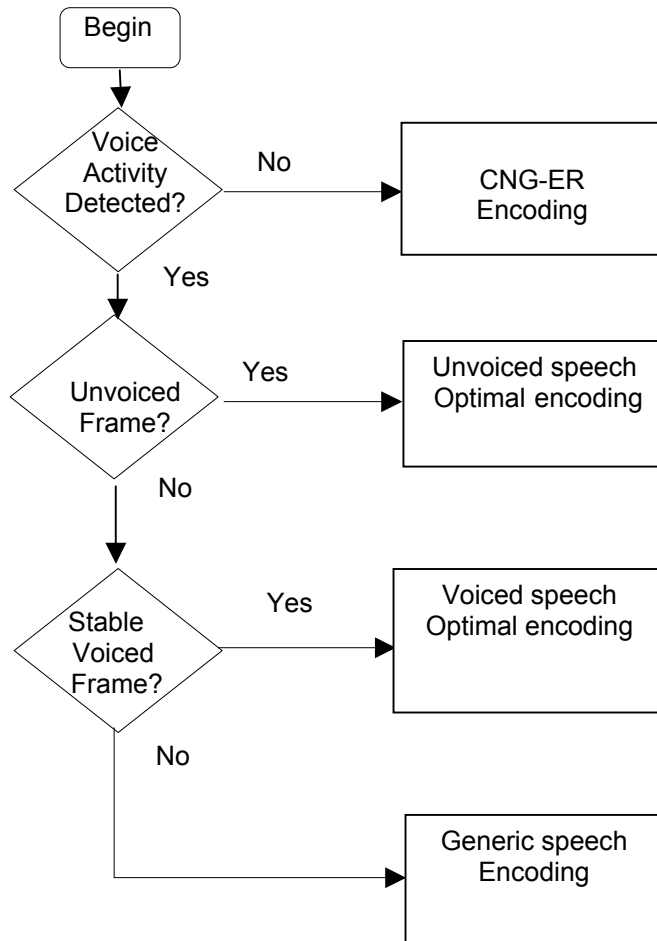 Begin
Voice
Activity
Detected?
No
CNG-ER
Encoding
Yes
Unvoiced
Frame?
Yes
Unvoiced speech
Optimal encoding
No
Stable
Voiced
Frame?
Yes
Voiced speech
Optimal encoding
No
Generic speech
Encoding